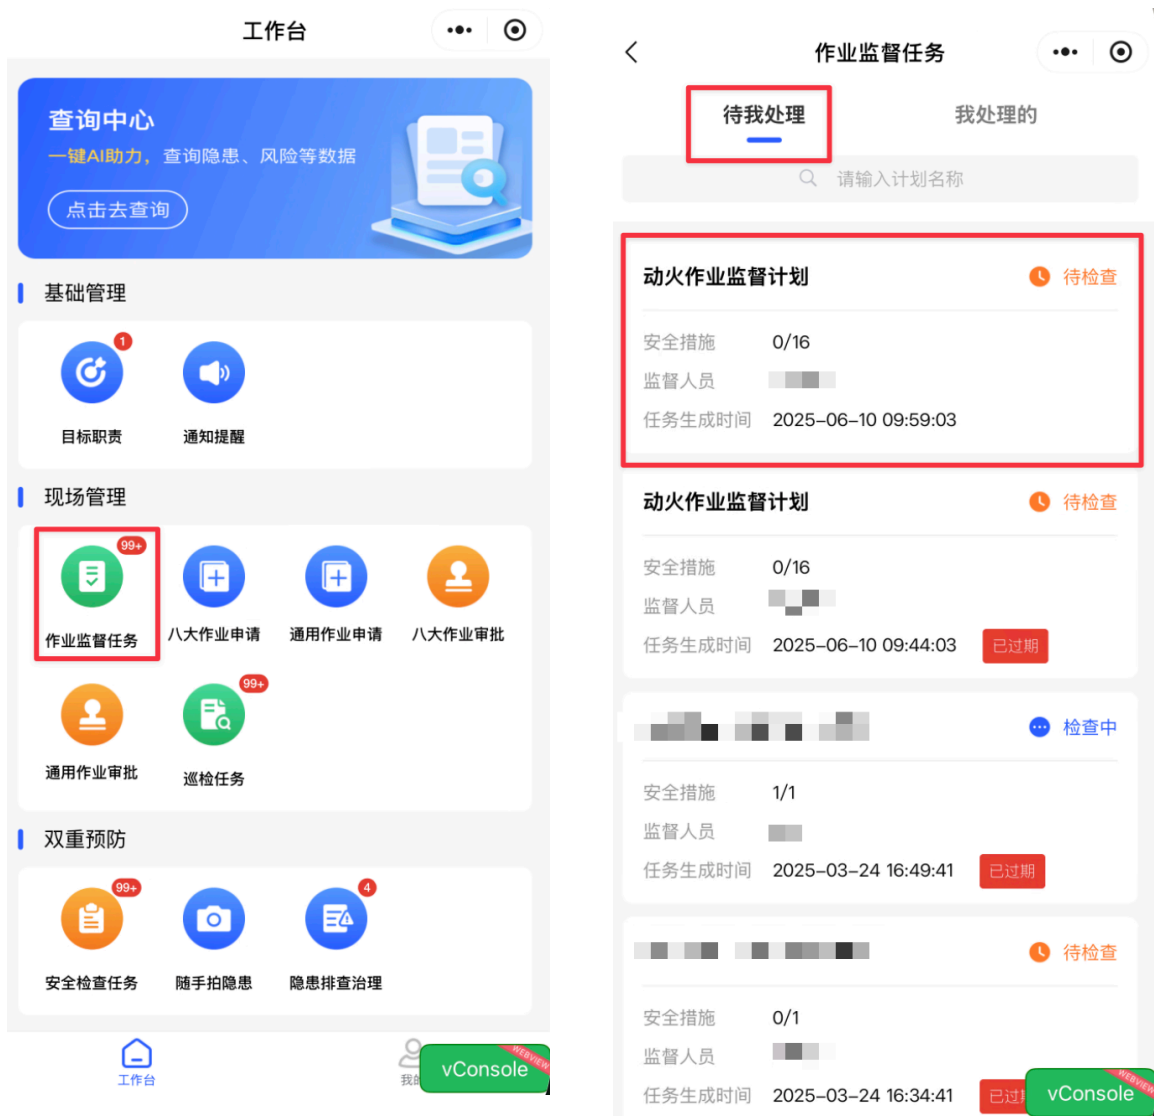 工作台
查询中心
一键AI助力，查询隐患、风险等数据
点击去查询
基础管理
1
目标职责
通知提醒
现场管理
99+
作业监督任务
八大作业申请
通用作业申请
八大作业审批
99+
通用作业审批
巡检任务
双重预防
99+
4
安全检查任务
随手拍隐患
隐患排查治理
工作台
我的
vConsole
WEBVIEW
作业监督任务
待我处理
我处理的
请输入计划名称
动火作业监督计划
待检查
安全措施 0/16
监督人员
任务生成时间 2025-06-10 09:59:03
动火作业监督计划
待检查
安全措施 0/16
监督人员
任务生成时间 2025-06-10 09:44:03
已过期
检查中
安全措施 1/1
监督人员
任务生成时间 2025-03-24 16:49:41
已过期
待检查
安全措施 0/1
监督人员
任务生成时间 2025-03-24 16:34:41
已过
vConsole
WEBVIEW